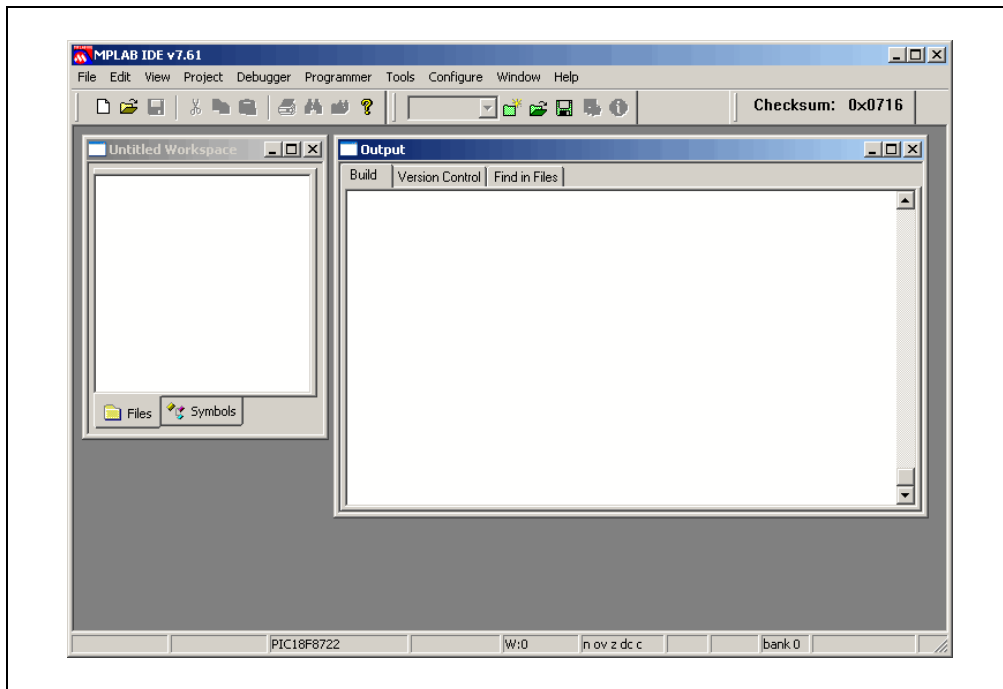 MPLAB IDE v7.61
File Edit View Project Debugger Programmer Tools Configure Window Help
Checksum: 0x0716
Untitled Workspace
Output
Build Version Control Find in Files
Files Symbols
PIC18F8722 W:0 n ov z dc c bank 0